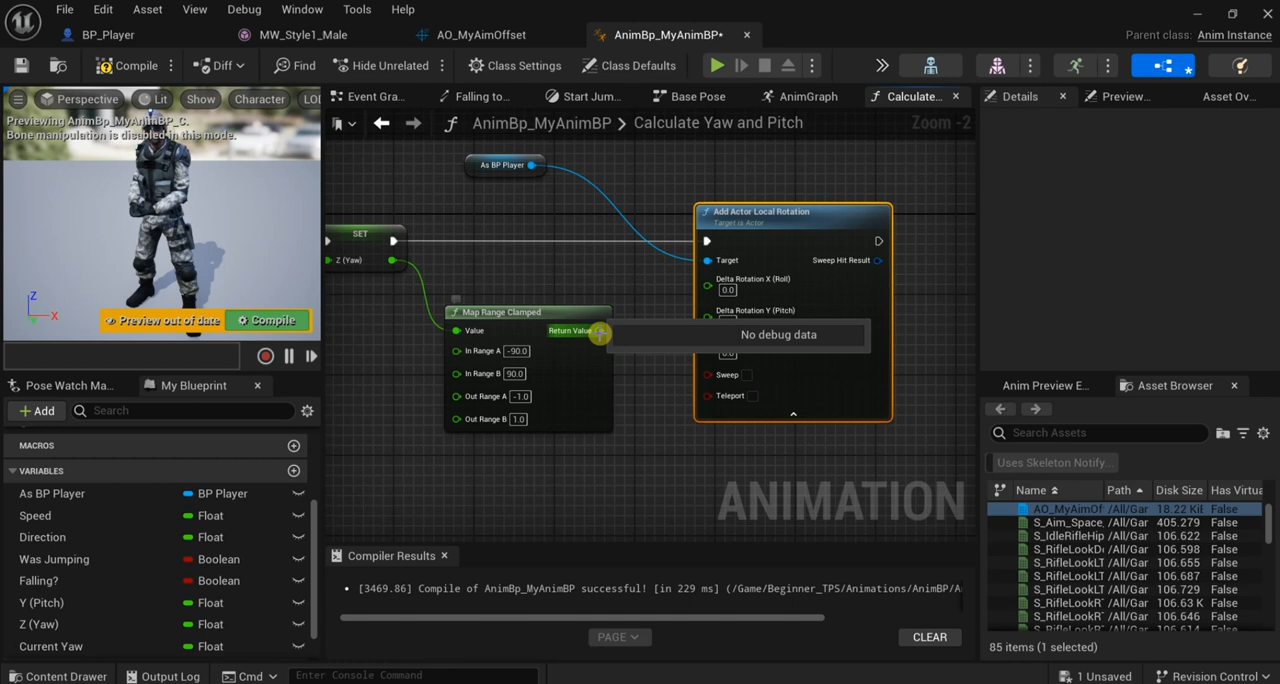 File Edit Asset View Debug Window Tools Help
BP_Player MW_Style1_Male AO_MyAimOffset AnimBp_MyAnimBP* Parent class: Anim Instance
Compile Diff Find Hide Unrelated Class Settings Class Defaults
Perspective Lit Show Character LOD
Previewing AnimBp_MyAnimBP_C.
Bone manipulation is disabled in this mode.
Z
X
Preview out of date Compile
Event Gra... Falling to... Start Jum... Base Pose AnimGraph Calculate...
AnimBp_MyAnimBP Calculate Yaw and Pitch Zoom -2
As BP Player
SET
Z (Yaw)
Add Actor Local Rotation
Target is Actor
Target Sweep Hit Result
Delta Rotation X (Roll)
0.0
Delta Rotation Y (Pitch)
0.0
Sweep
Teleport
Map Range Clamped
Value Return Value
In Range A -90.0
In Range B 90.0
Out Range A -1.0
Out Range B 1.0
No debug data
ANIMATION
Pose Watch Ma... My Blueprint
Add Search
MACROS
VARIABLES
As BP Player BP Player
Speed Float
Direction Float
Was Jumping Boolean
Falling? Boolean
Y (Pitch) Float
Z (Yaw) Float
Current Yaw Float
Compiler Results
[3469.86] Compile of AnimBp_MyAnimBP successful! [in 229 ms] (/Game/Beginner_TPS/Animations/AnimBP/A
PAGE CLEAR
Details Preview... Asset Ov...
Anim Preview E... Asset Browser
Search Assets
Uses Skeleton Notify...
Name Path Disk Size Has Virtua
AO_MyAimOf /All/Gar 18.22 KiB False
S_Aim_Space_ /All/Gar 405.279 False
S_IdleRifleHip /All/Gar 106.622 False
S_RifleLookDo /All/Gar 106.598 False
S_RifleLookLT /All/Gar 106.655 False
S_RifleLookLT /All/Gar 106.687 False
S_RifleLookLT /All/Gar 106.729 False
S_RifleLookR /All/Gar 106.63 K False
S_RifleLookR /All/Gar 106.646 False
S_RifleLookR /All/Gar 106.614 False
85 items (1 selected)
Content Drawer Output Log Cmd Enter Console Command 1 Unsaved Revision Control